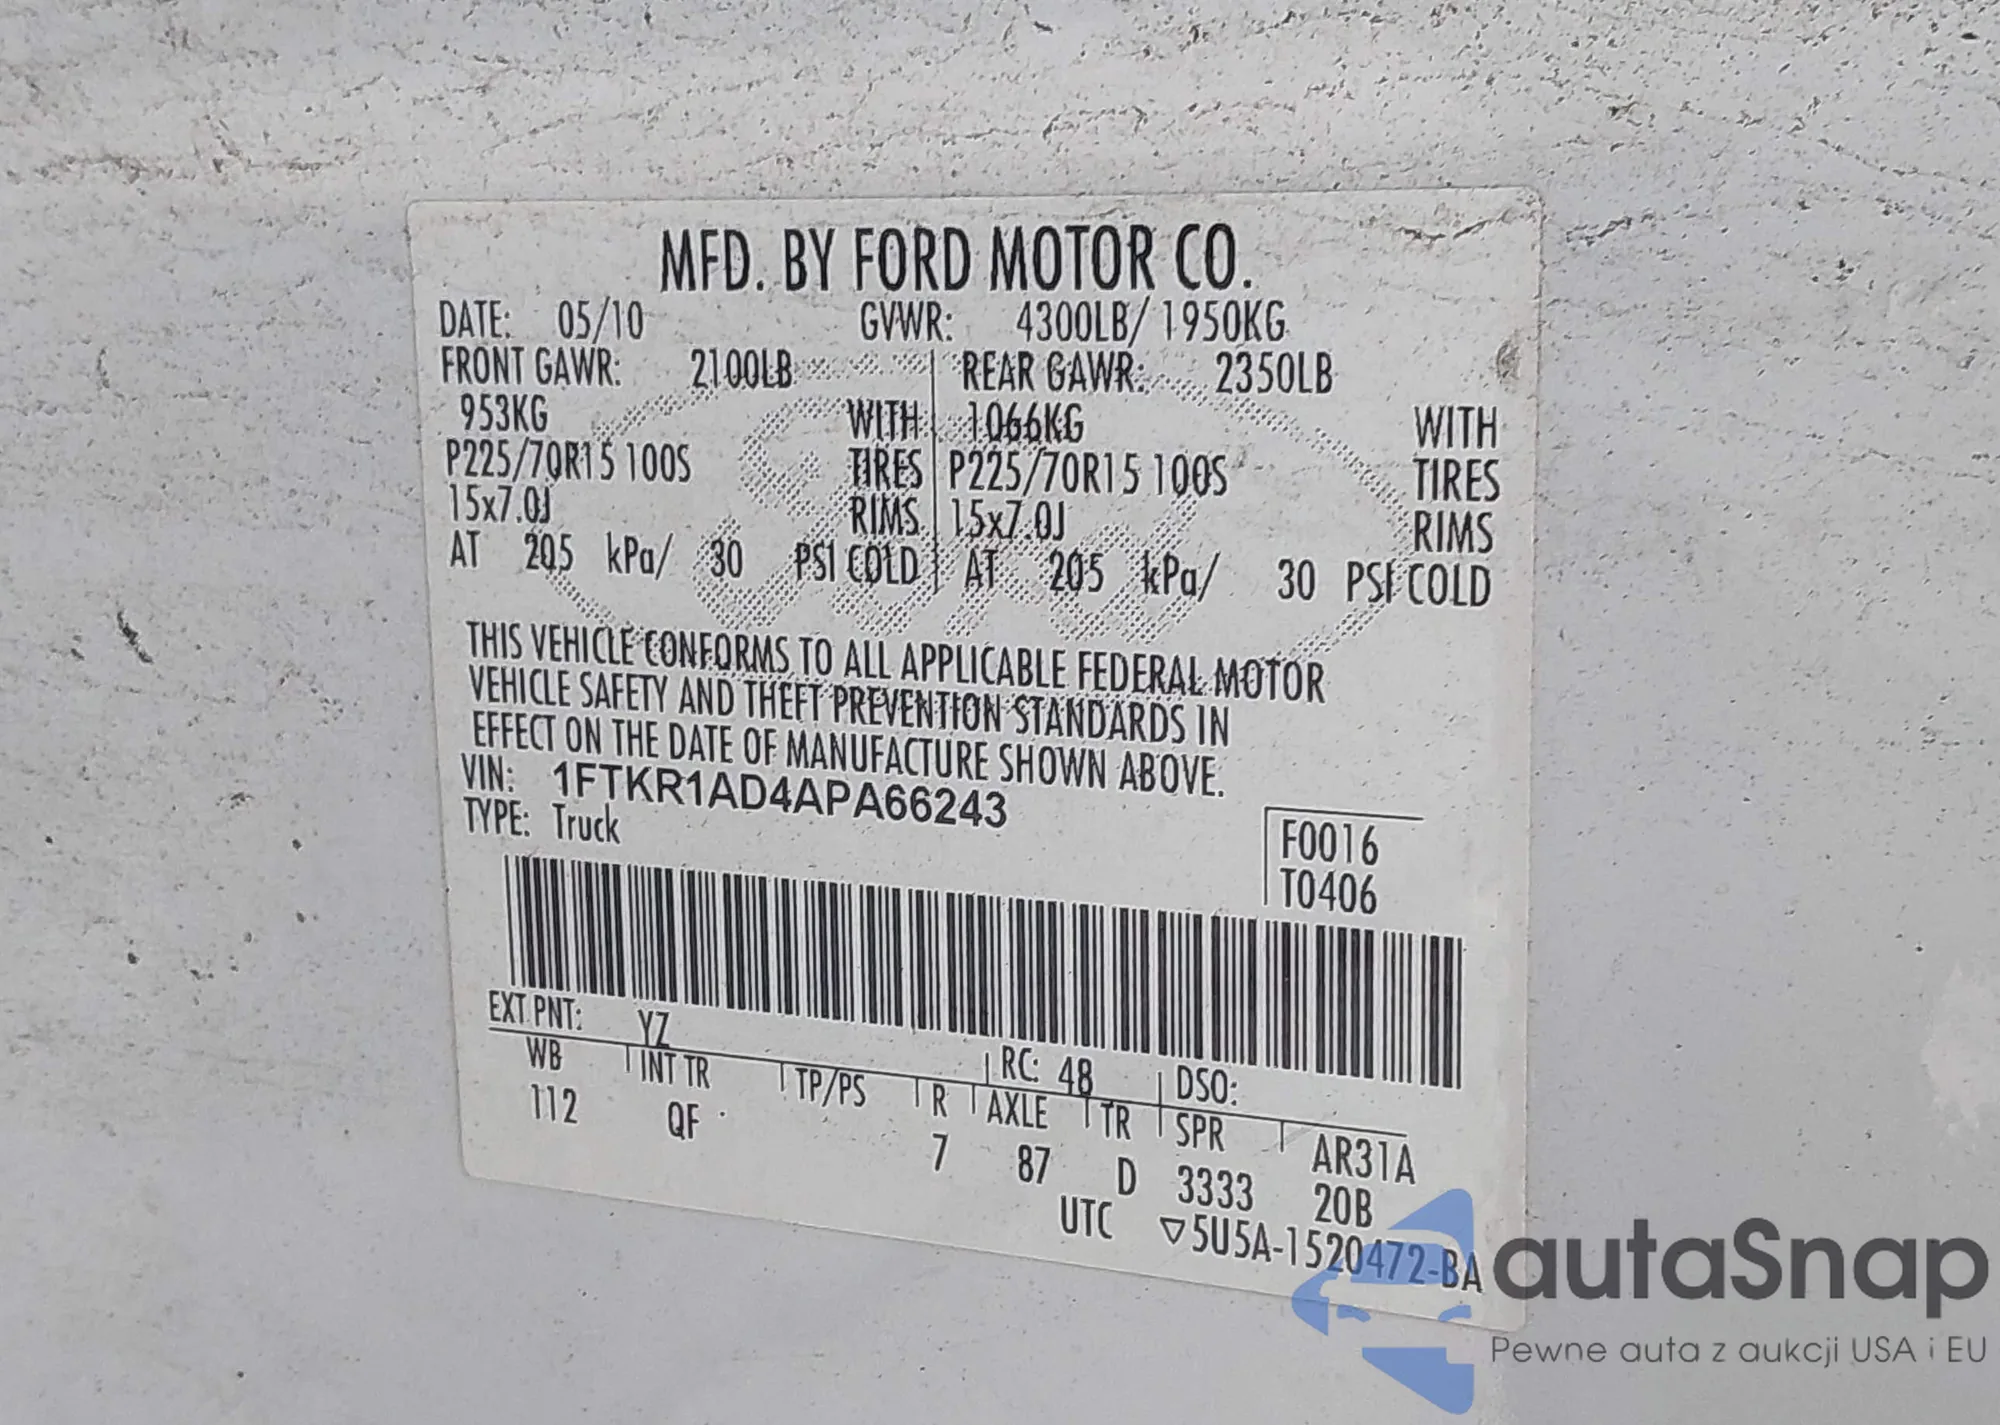 MFD. BY FORD MOTOR CO.
DATE: 05/10 GVWR: 4300LB/ 1950KG
FRONT GAWR: 2100LB REAR GAWR: 2350LB
953KG WITH 1066KG WITH
P225/70R15 100S TIRES P225/70R15 100S TIRES
15x7.0J RIMS 15x7.0J RIMS
AT 205 kPa/ 30 PSI COLD AT 205 kPa/ 30 PSI COLD
THIS VEHICLE CONFORMS TO ALL APPLICABLE FEDERAL MOTOR
VEHICLE SAFETY AND THEFT PREVENTION STANDARDS IN
EFFECT ON THE DATE OF MANUFACTURE SHOWN ABOVE.
VIN: 1FTKR1AD4APA66243
TYPE: Truck
F0016
T0406
EXT PNT: YZ RC: 48 DSO:
WB INT TR TP/PS R AXLE TR SPR AR31A
112 QF 7 87 D 3333 20B
UTC ▽5U5A-1520472-BA
autaSnap
Pewne auta z aukcji USA i EU